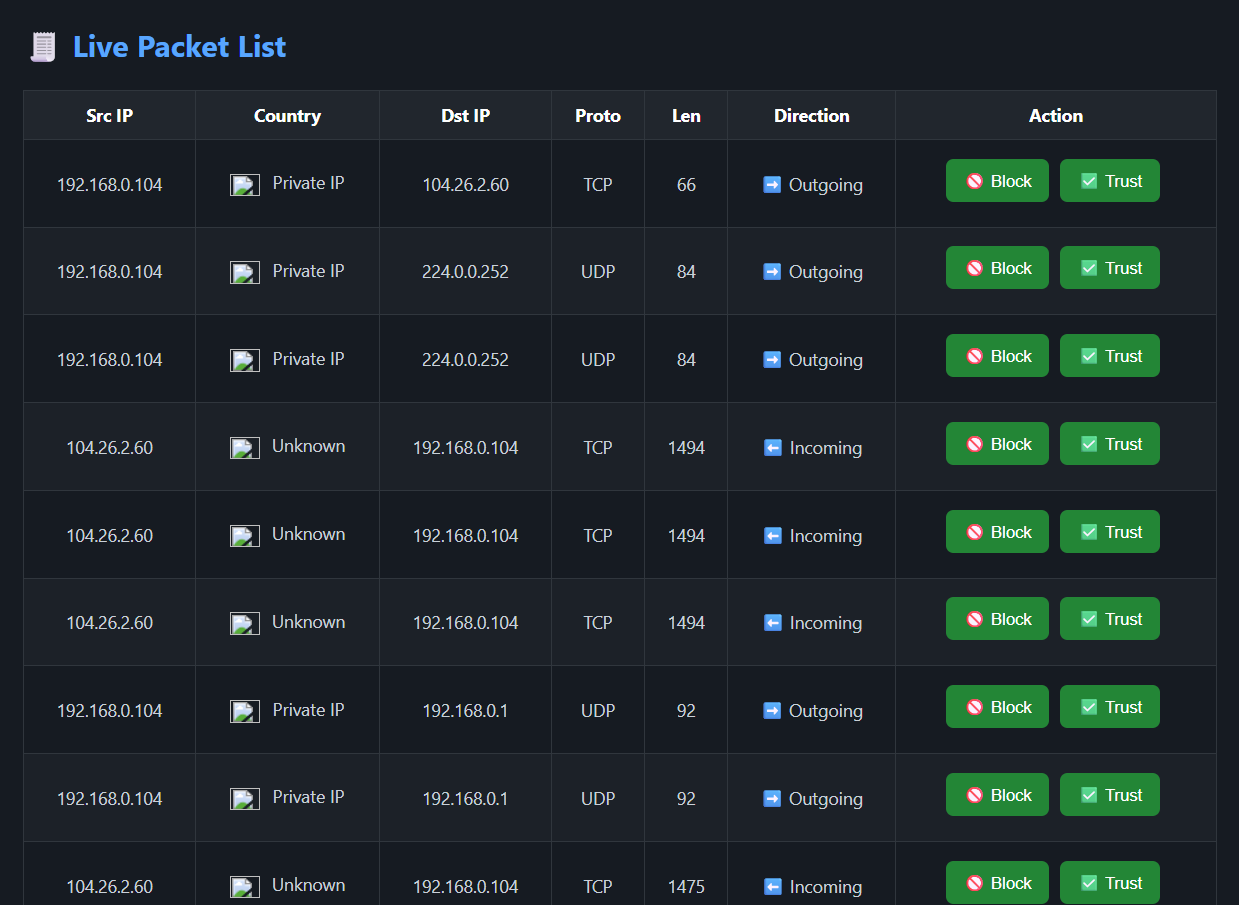 Live Packet List
Src IP Country Dst IP Proto Len Direction Action
192.168.0.104 Private IP 104.26.2.60 TCP 66 Outgoing Block Trust
192.168.0.104 Private IP 224.0.0.252 UDP 84 Outgoing Block Trust
192.168.0.104 Private IP 224.0.0.252 UDP 84 Outgoing Block Trust
104.26.2.60 Unknown 192.168.0.104 TCP 1494 Incoming Block Trust
104.26.2.60 Unknown 192.168.0.104 TCP 1494 Incoming Block Trust
104.26.2.60 Unknown 192.168.0.104 TCP 1494 Incoming Block Trust
192.168.0.104 Private IP 192.168.0.1 UDP 92 Outgoing Block Trust
192.168.0.104 Private IP 192.168.0.1 UDP 92 Outgoing Block Trust
104.26.2.60 Unknown 192.168.0.104 TCP 1475 Incoming Block Trust